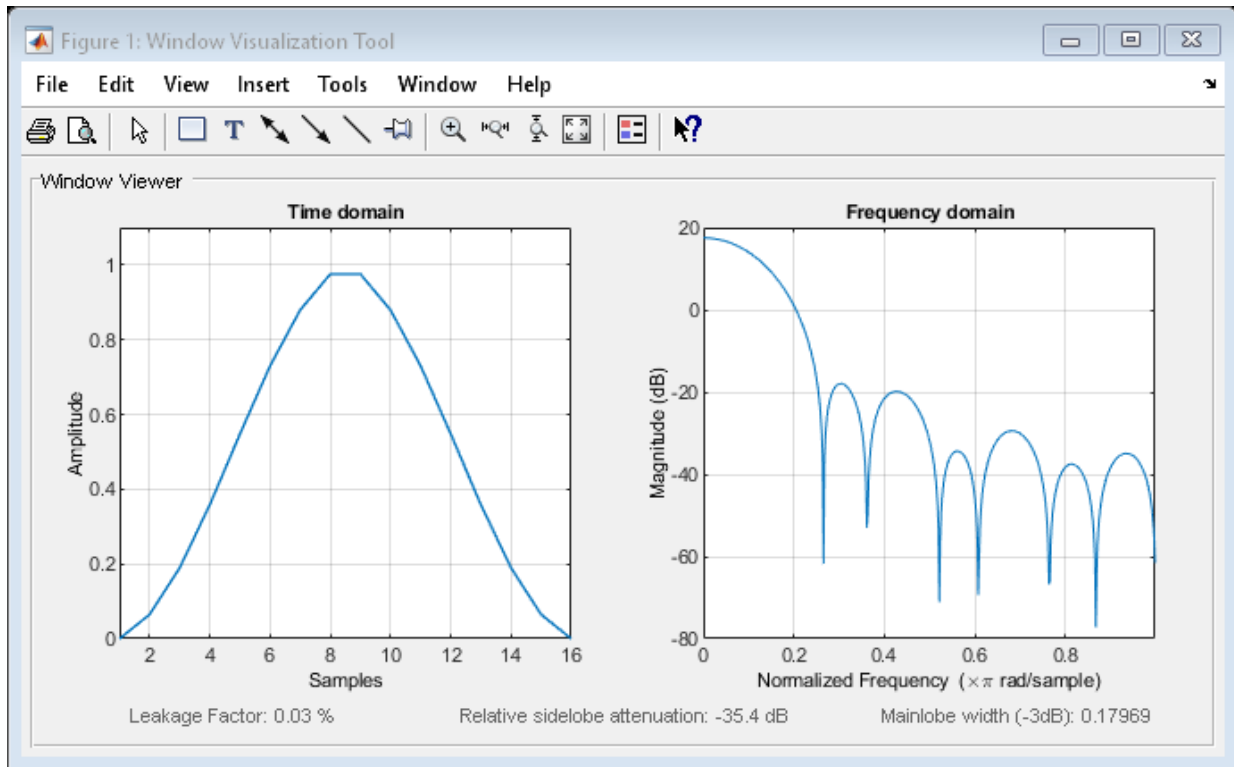 Figure 1: Window Visualization Tool
File Edit View Insert Tools Window Help
T
?
Window Viewer
Time domain
Amplitude
1
0.8
0.6
0.4
0.2
0
2 4 6 8 10 12 14 16
Samples
Frequency domain
Magnitude (dB)
20
0
-20
-40
-60
-80
0 0.2 0.4 0.6 0.8
Normalized Frequency (×π rad/sample)
Leakage Factor: 0.03 % Relative sidelobe attenuation: -35.4 dB Mainlobe width (-3dB): 0.17969